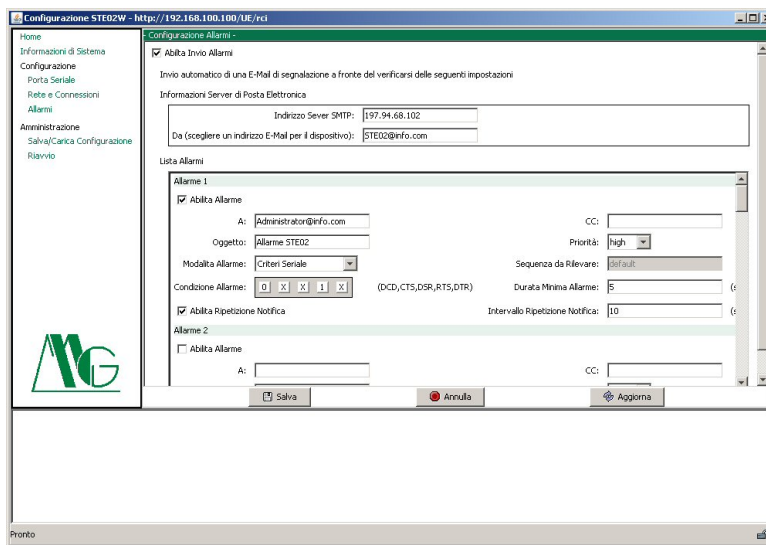 Configurazione STE02W - http://192.168.100.100/UE/rci
Home
Informazioni di Sistema
Configurazione
Porta Seriale
Rete e Connessioni
Allarmi
Amministrazione
Salva/Carica Configurazione
Riavvio
- Configurazione Allarmi -
Abilta Invio Allarmi
Invio automatico di una E-Mail di segnalazione a fronte del verificarsi delle seguenti impostazioni
Informazioni Server di Posta Elettronica
Indirizzo Sever SMTP: 197.94.68.102
Da (scegliere un indirizzo E-Mail per il dispositivo): STE02@info.com
Lista Allarmi
Allarme 1
Abilita Allarme
A: Administrator@info.com CC:
Oggetto: Allarme STE02 Priorità: high
Modalita Allarme: Criteri Seriale Sequenza da Rilevare: default
Condizione Allarme: 0 X X 1 X (DCD,CTS,DSR,RTS,DTR) Durata Minima Allarme: 5 (s
Abilita Ripetizione Notifica Intervallo Ripetizione Notifica: 10 (s
Allarme 2
Abilita Allarme
A: CC:
Salva Annulla Aggiorna
Pronto